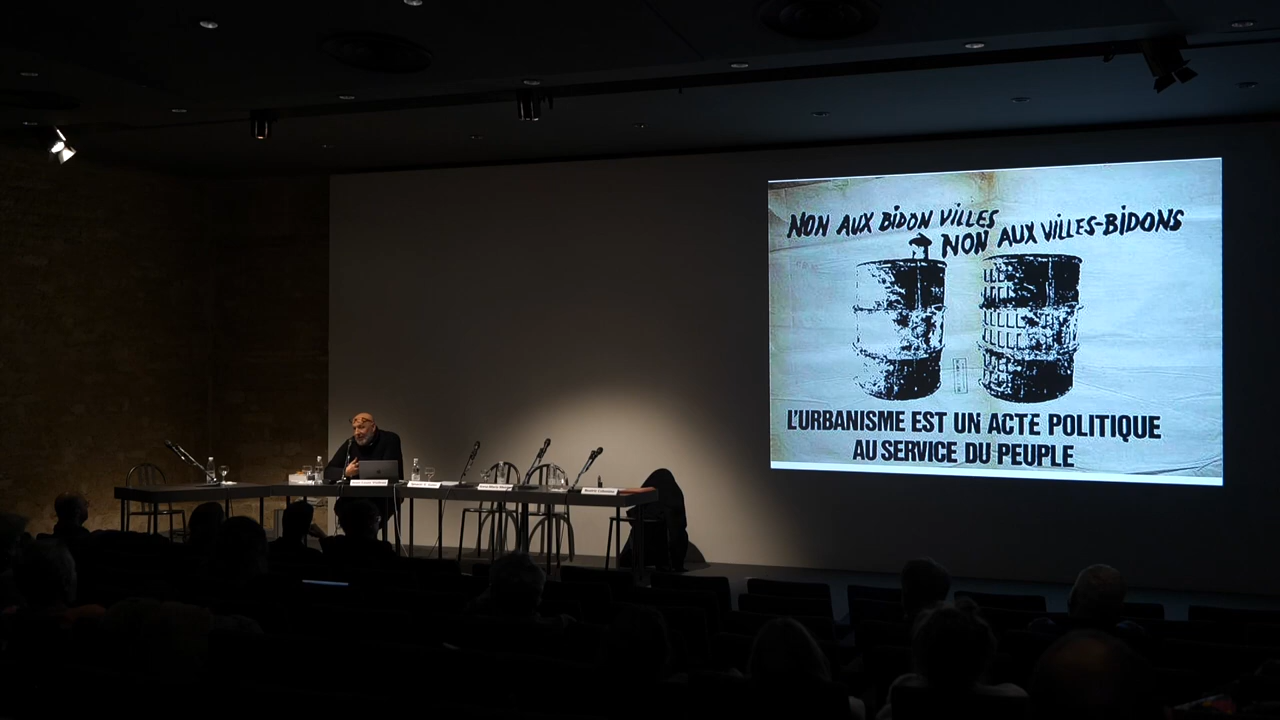 NON AUX BIDON VILLES
NON AUX VILLES-BIDONS
L'URBANISME EST UN ACTE POLITIQUE
AU SERVICE DU PEUPLE